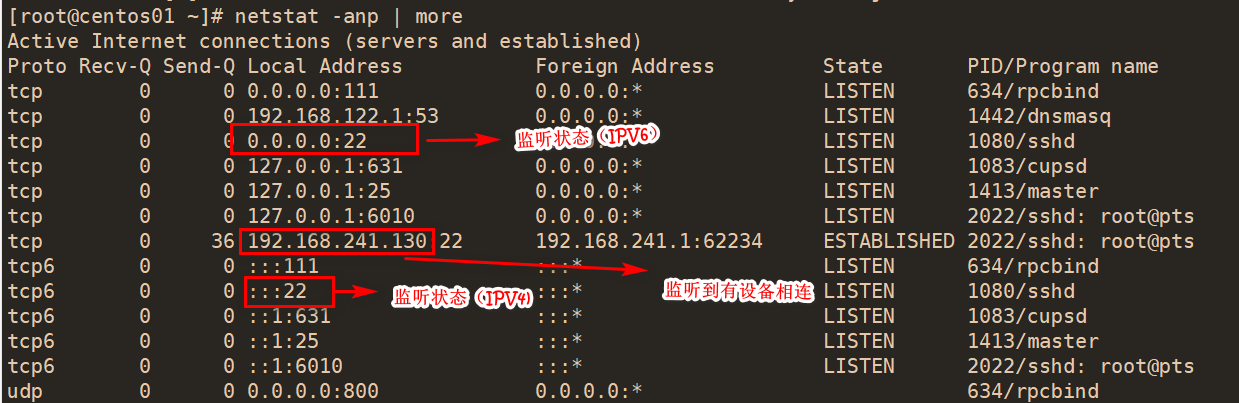 [root@centos01 ~]# netstat -anp | more
Active Internet connections (servers and established)
Proto Recv-Q Send-Q Local Address Foreign Address State PID/Program name
tcp 0 0 0.0.0.0:111 0.0.0.0:* LISTEN 634/rpcbind
tcp 0 0 192.168.122.1:53 0.0.0.0:* LISTEN 1442/dnsmasq
tcp 0 0 0.0.0.0:22 监听状态（IPV6） LISTEN 1080/sshd
tcp 0 0 127.0.0.1:631 0.0.0.0:* LISTEN 1083/cupsd
tcp 0 0 127.0.0.1:25 0.0.0.0:* LISTEN 1413/master
tcp 0 0 127.0.0.1:6010 0.0.0.0:* LISTEN 2022/sshd: root@pts
tcp 0 36 192.168.241.130:22 192.168.241.1:62234 ESTABLISHED 2022/sshd: root@pts
tcp6 0 0 :::111 :::* LISTEN 634/rpcbind
tcp6 0 0 :::22 监听状态（IPV4) :::* 监听到有设备相连 LISTEN 1080/sshd
tcp6 0 0 ::1:631 :::* LISTEN 1083/cupsd
tcp6 0 0 ::1:25 :::* LISTEN 1413/master
tcp6 0 0 ::1:6010 :::* LISTEN 2022/sshd: root@pts
udp 0 0 0.0.0.0:800 0.0.0.0:* 634/rpcbind